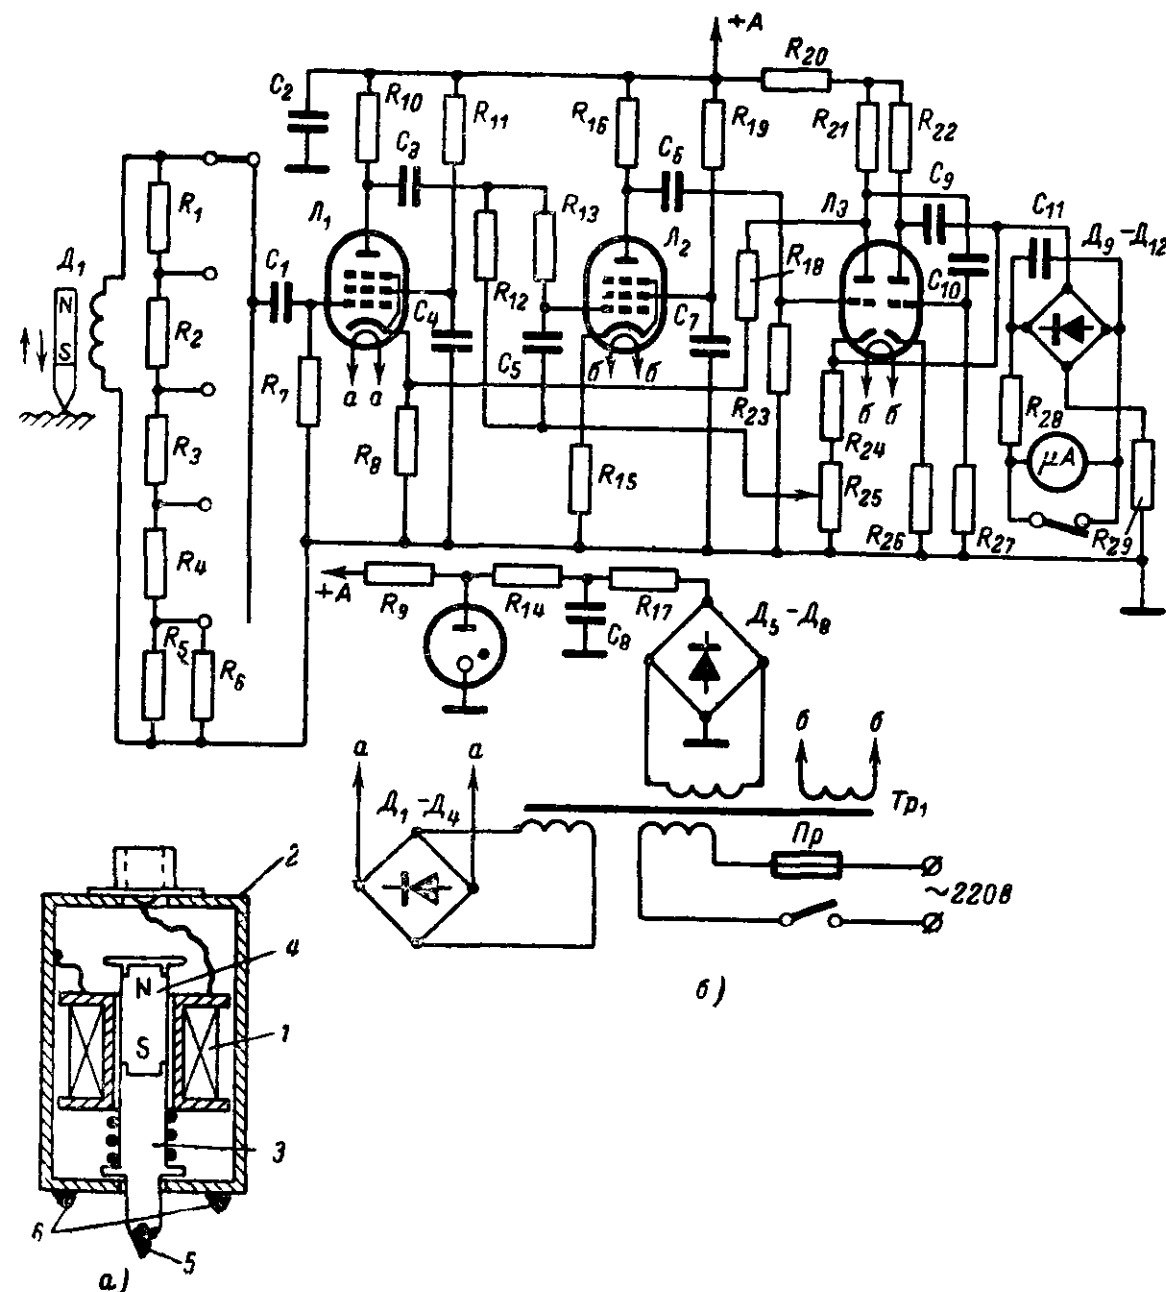 +A
R20
C2
R10
R11
R16
R19
R21
R22
C3
C6
C9
C11
Д9-Д12
Л1
R13
Л2
Л3
R1
Д1
N
S
C1
C4
R12
C5
C7
R18
C10
R2
R7
а а
б б
R23
б б
R24
R28
μA
R3
R8
R15
R25
R26
R27
R29
R4
+A
R9
R14
C8
R17
Д5-Д8
R5
R6
б б
а а
Д1-Д4
Тр1
Пр
~220в
2
4
N
S
1
3
6
5
а)
б)